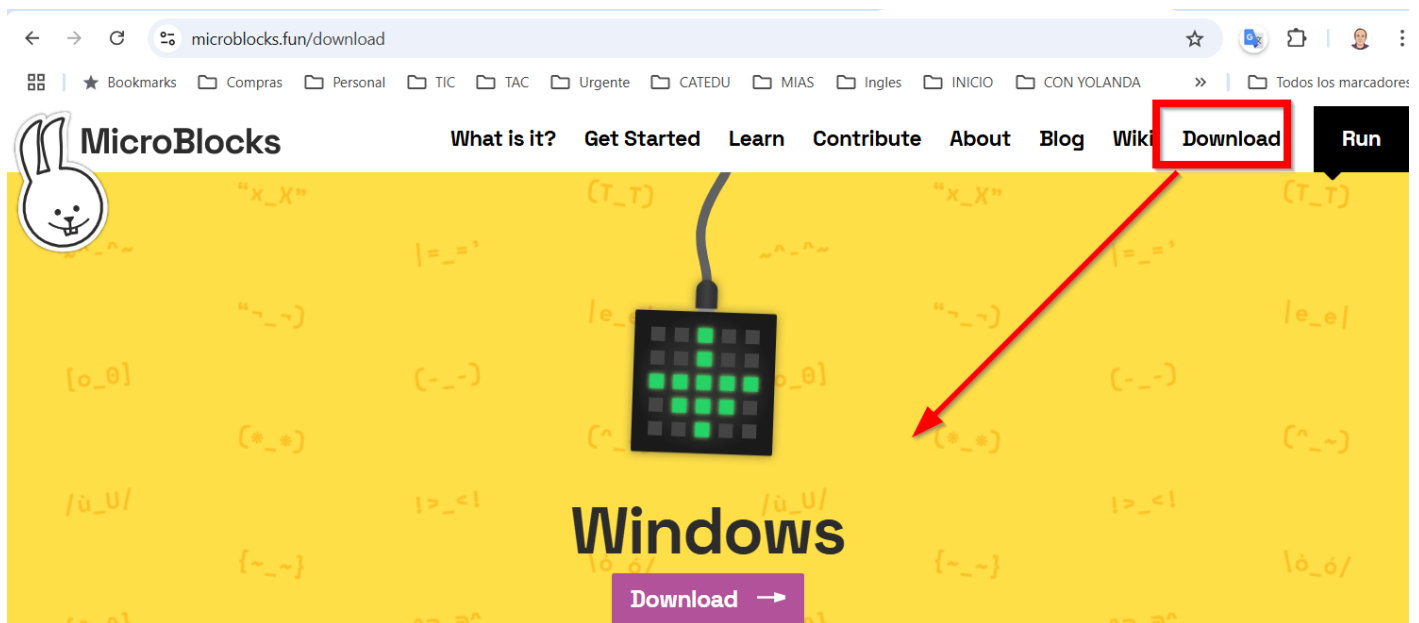 microblocks.fun/download
Bookmarks Compras Personal TIC TAC Urgente CATEDU MIAS Ingles INICIO CON YOLANDA » Todos los marcadores
MicroBlocks What is it? Get Started Learn Contribute About Blog Wiki Download Run
"x_X" (T_T) "x_X" (T_T)
~^-^~ |=_=' ~^-^~ |=_='
"¬_¬) |e_e| "¬_¬) |e_e|
[o_0] (-_-) o_0] (-_-)
(*_*) (^_ (*_*) (^_~)
/ù_U/ !>_<! /ù_U/ !>_<!
Windows
{~_~} \ò_ó/ {~_~} \ò_ó/
Download →